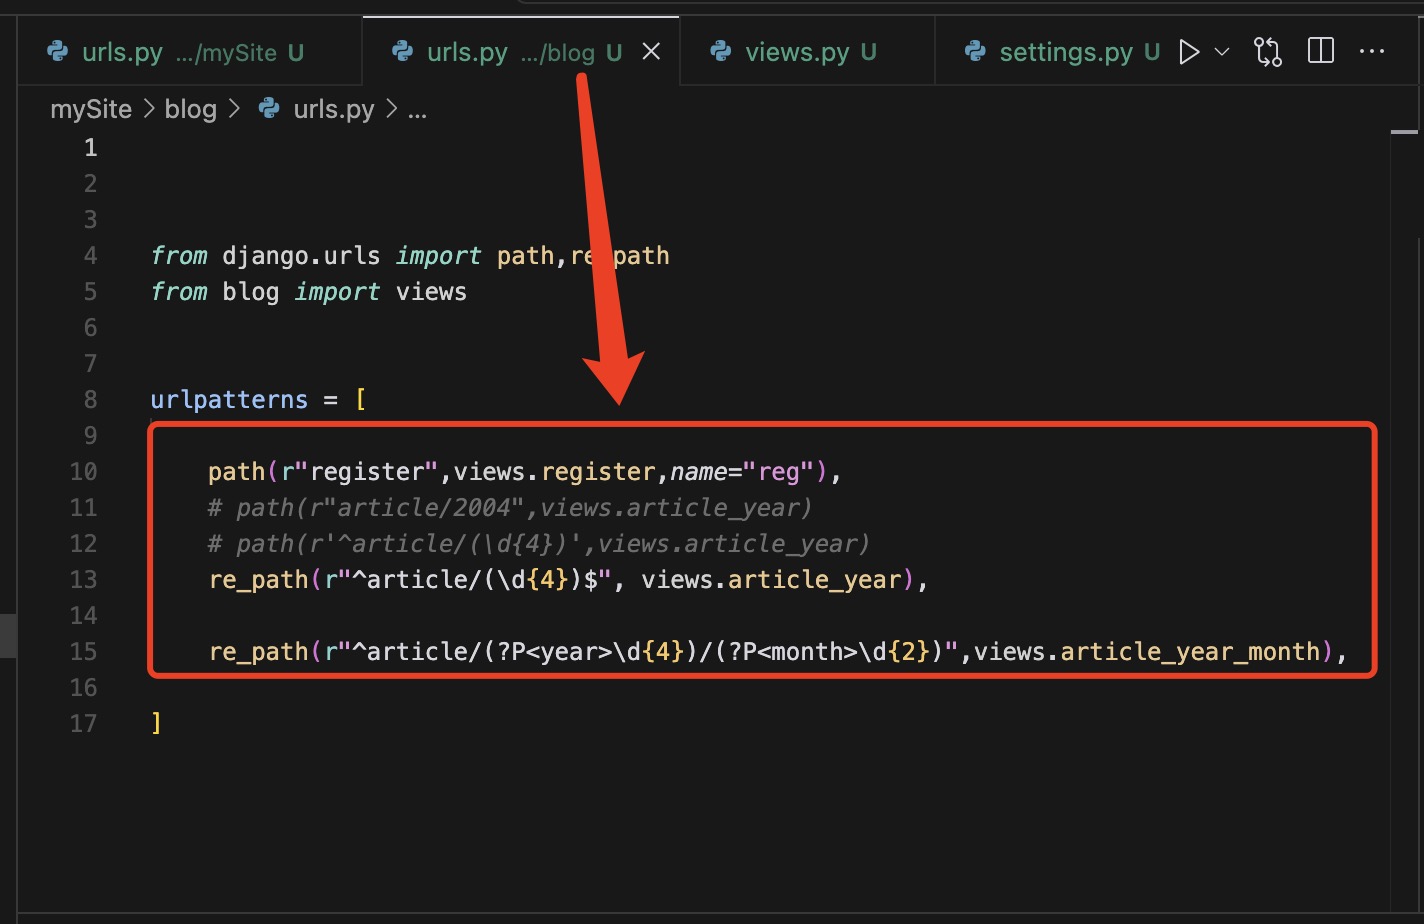 urls.py .../mySite U urls.py .../blog U views.py U settings.py U
mySite > blog > urls.py > ...
1
2
3
4 from django.urls import path,re_path
5 from blog import views
6
7
8 urlpatterns = [
9
10 path(r"register",views.register,name="reg"),
11 # path(r"article/2004",views.article_year)
12 # path(r'^article/(\d{4})',views.article_year)
13 re_path(r"^article/(\d{4})$", views.article_year),
14
15 re_path(r"^article/(?P<year>\d{4})/(?P<month>\d{2})",views.article_year_month),
16
17 ]